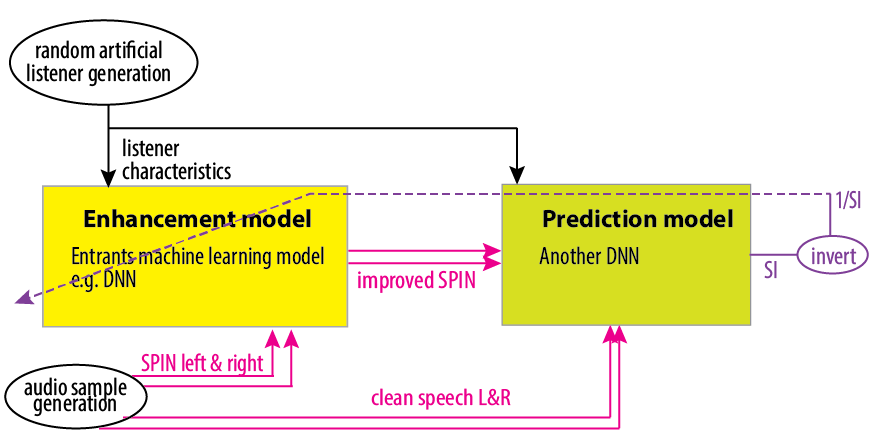 random artificial
listener generation
listener
characteristics
Enhancement model
Entrants machine learning model
e.g. DNN
Prediction model
Another DNN
1/SI
invert
SI
improved SPIN
SPIN left & right
audio sample
generation
clean speech L&R